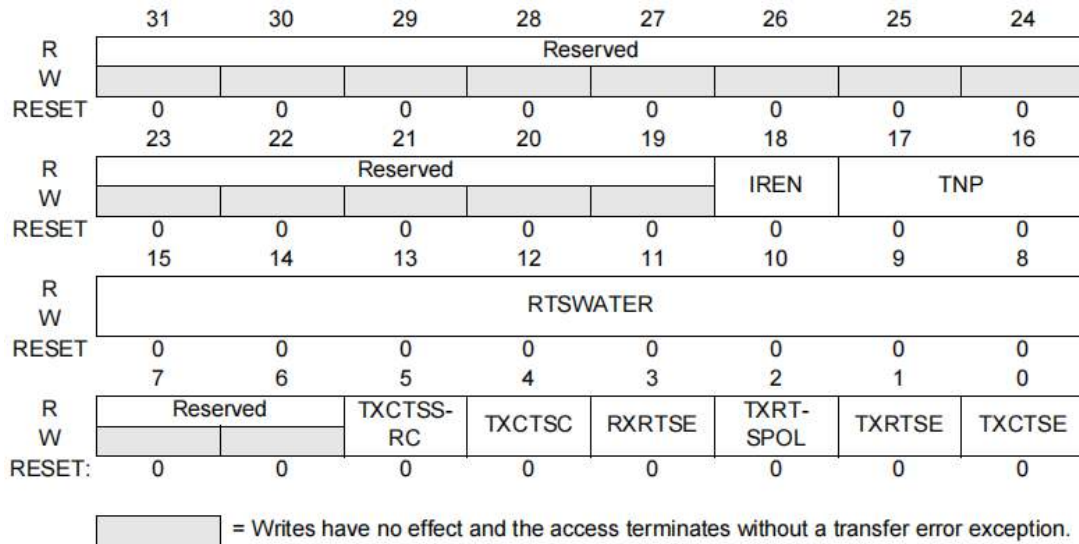 31 30 29 28 27 26 25 24
R Reserved
W
RESET 0 0 0 0 0 0 0 0
23 22 21 20 19 18 17 16
R Reserved IREN TNP
W
RESET 0 0 0 0 0 0 0 0
15 14 13 12 11 10 9 8
R RTSWATER
W
RESET 0 0 0 0 0 0 0 0
7 6 5 4 3 2 1 0
R Reserved TXCTSS- TXCTSC RXRTSE TXRT- TXRTSE TXCTSE
W RC SPOL
RESET: 0 0 0 0 0 0 0 0
= Writes have no effect and the access terminates without a transfer error exception.